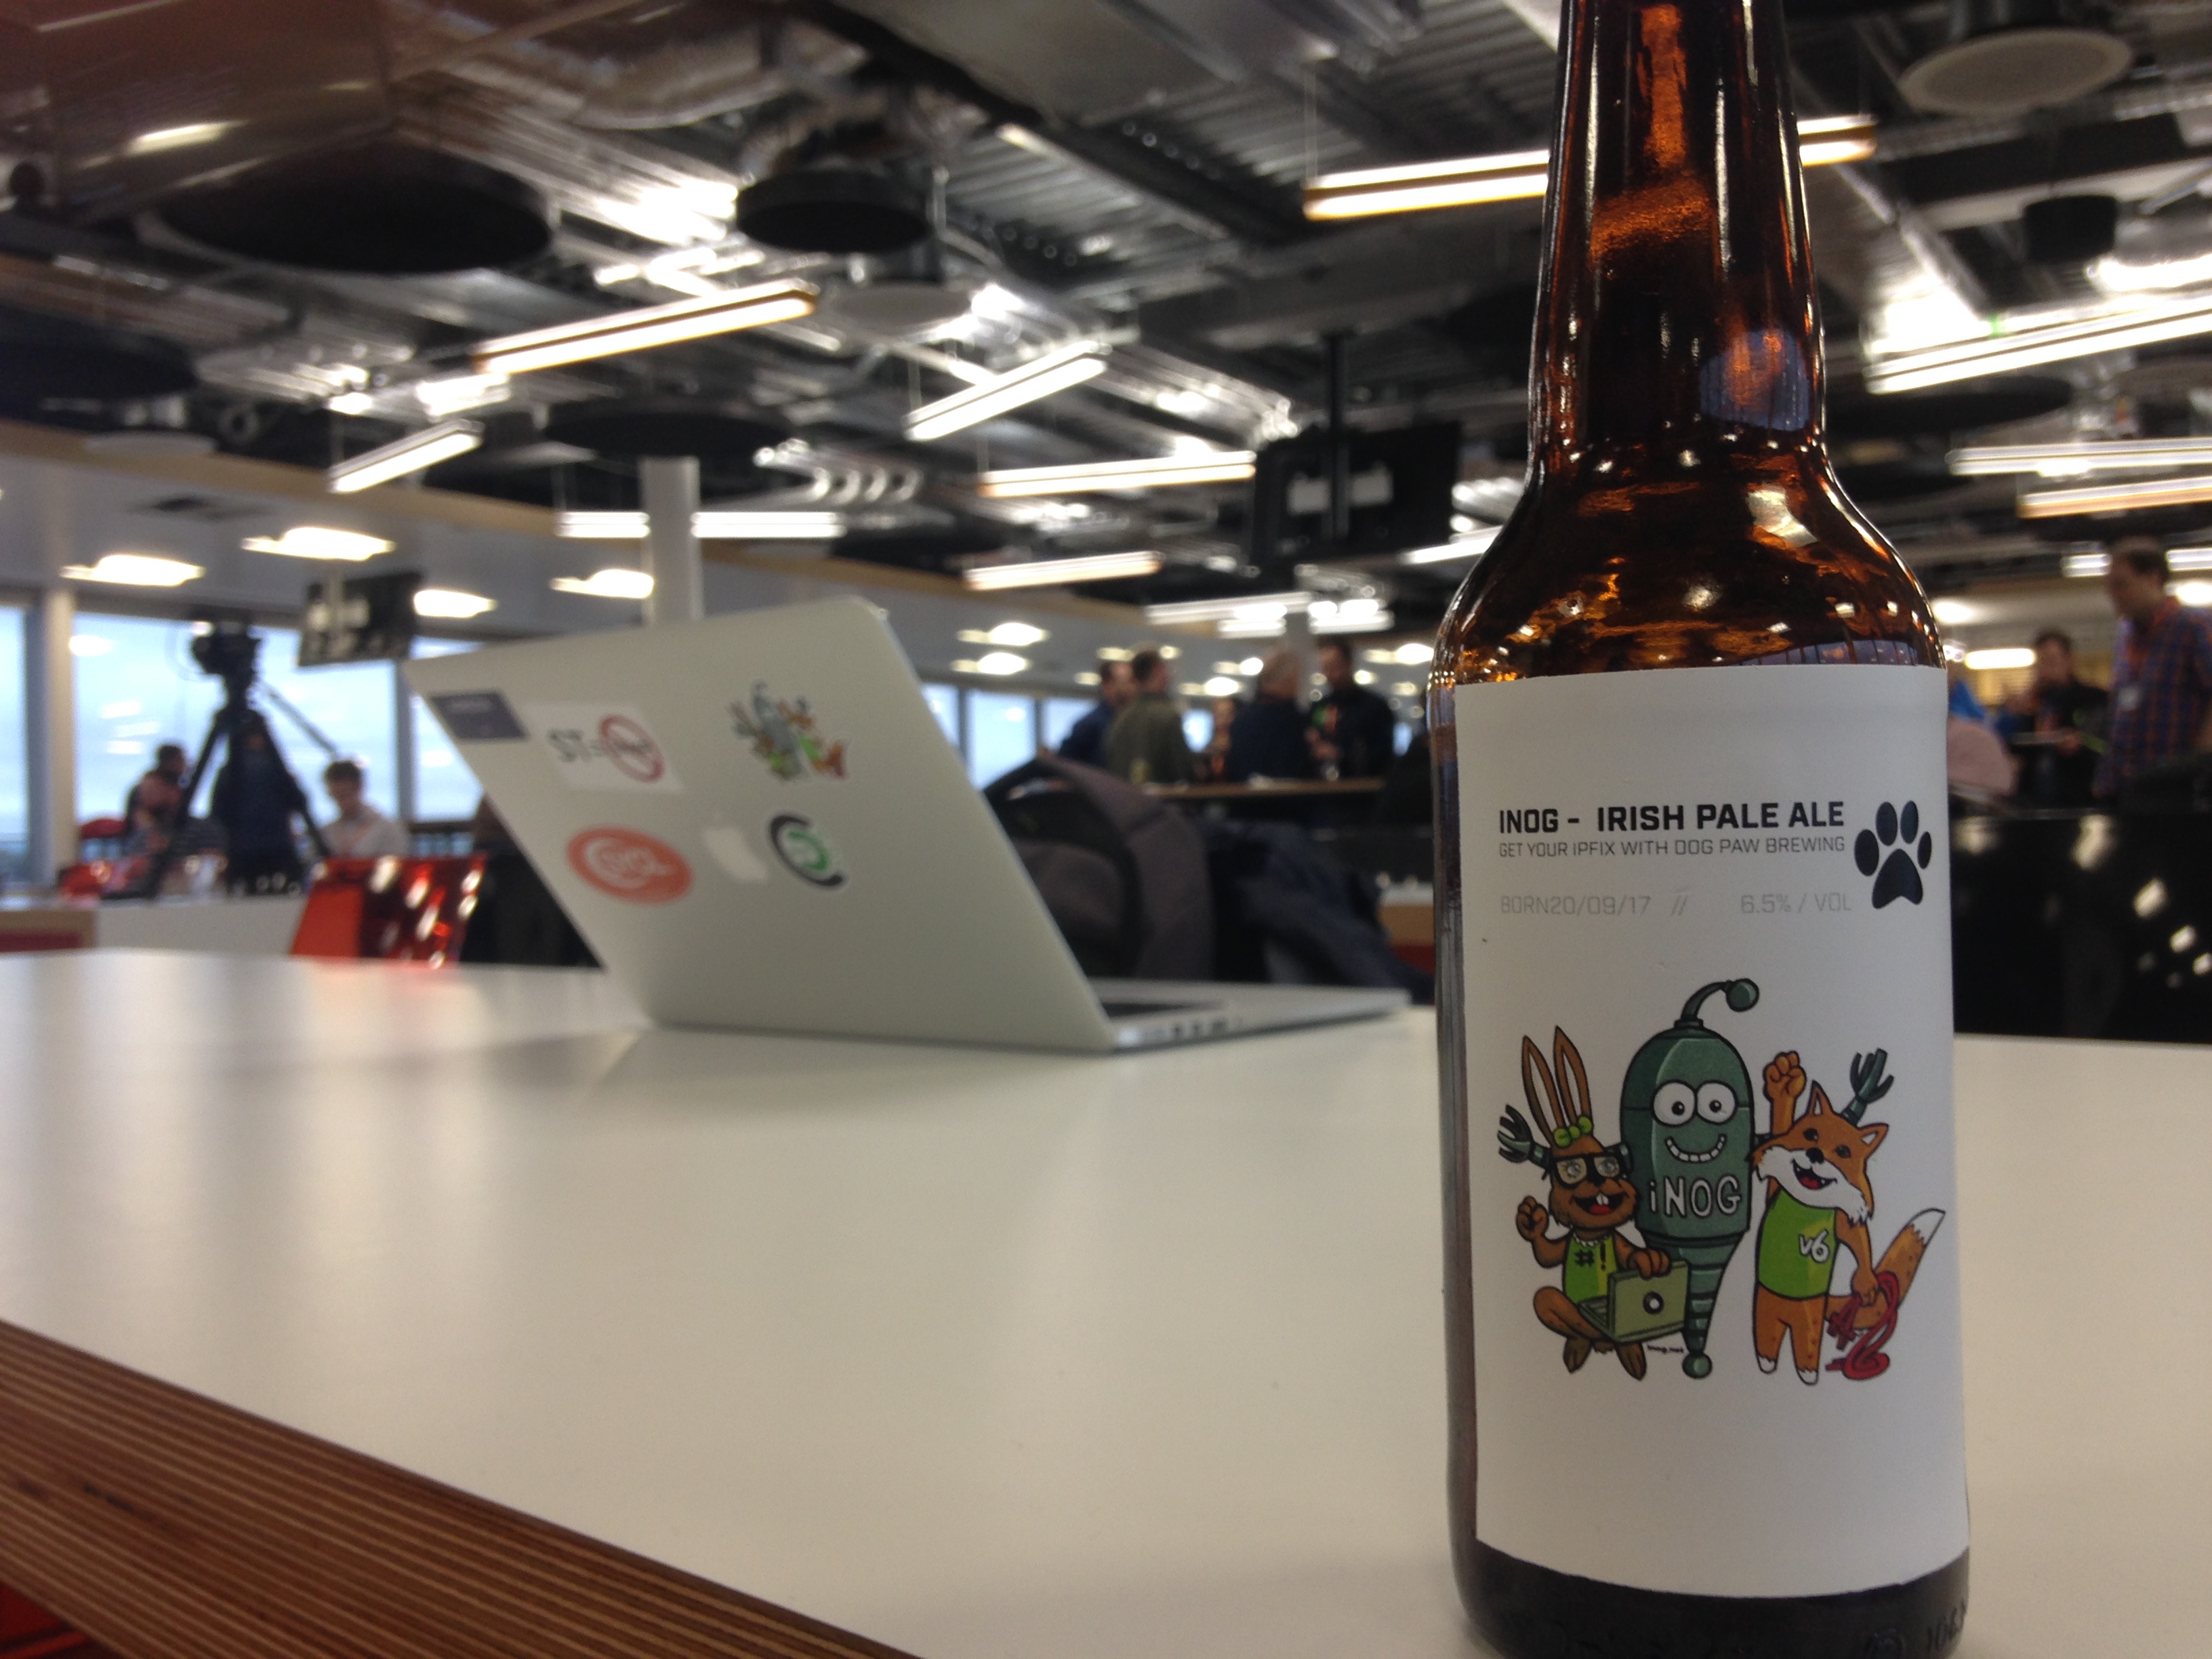 INOG - IRISH PALE ALE
GET YOUR IPFIX WITH DOG PAW BREWING
BORN20/09/17 // 6.5% / VOL
iNOG
#!
v6
inog.net
ST=